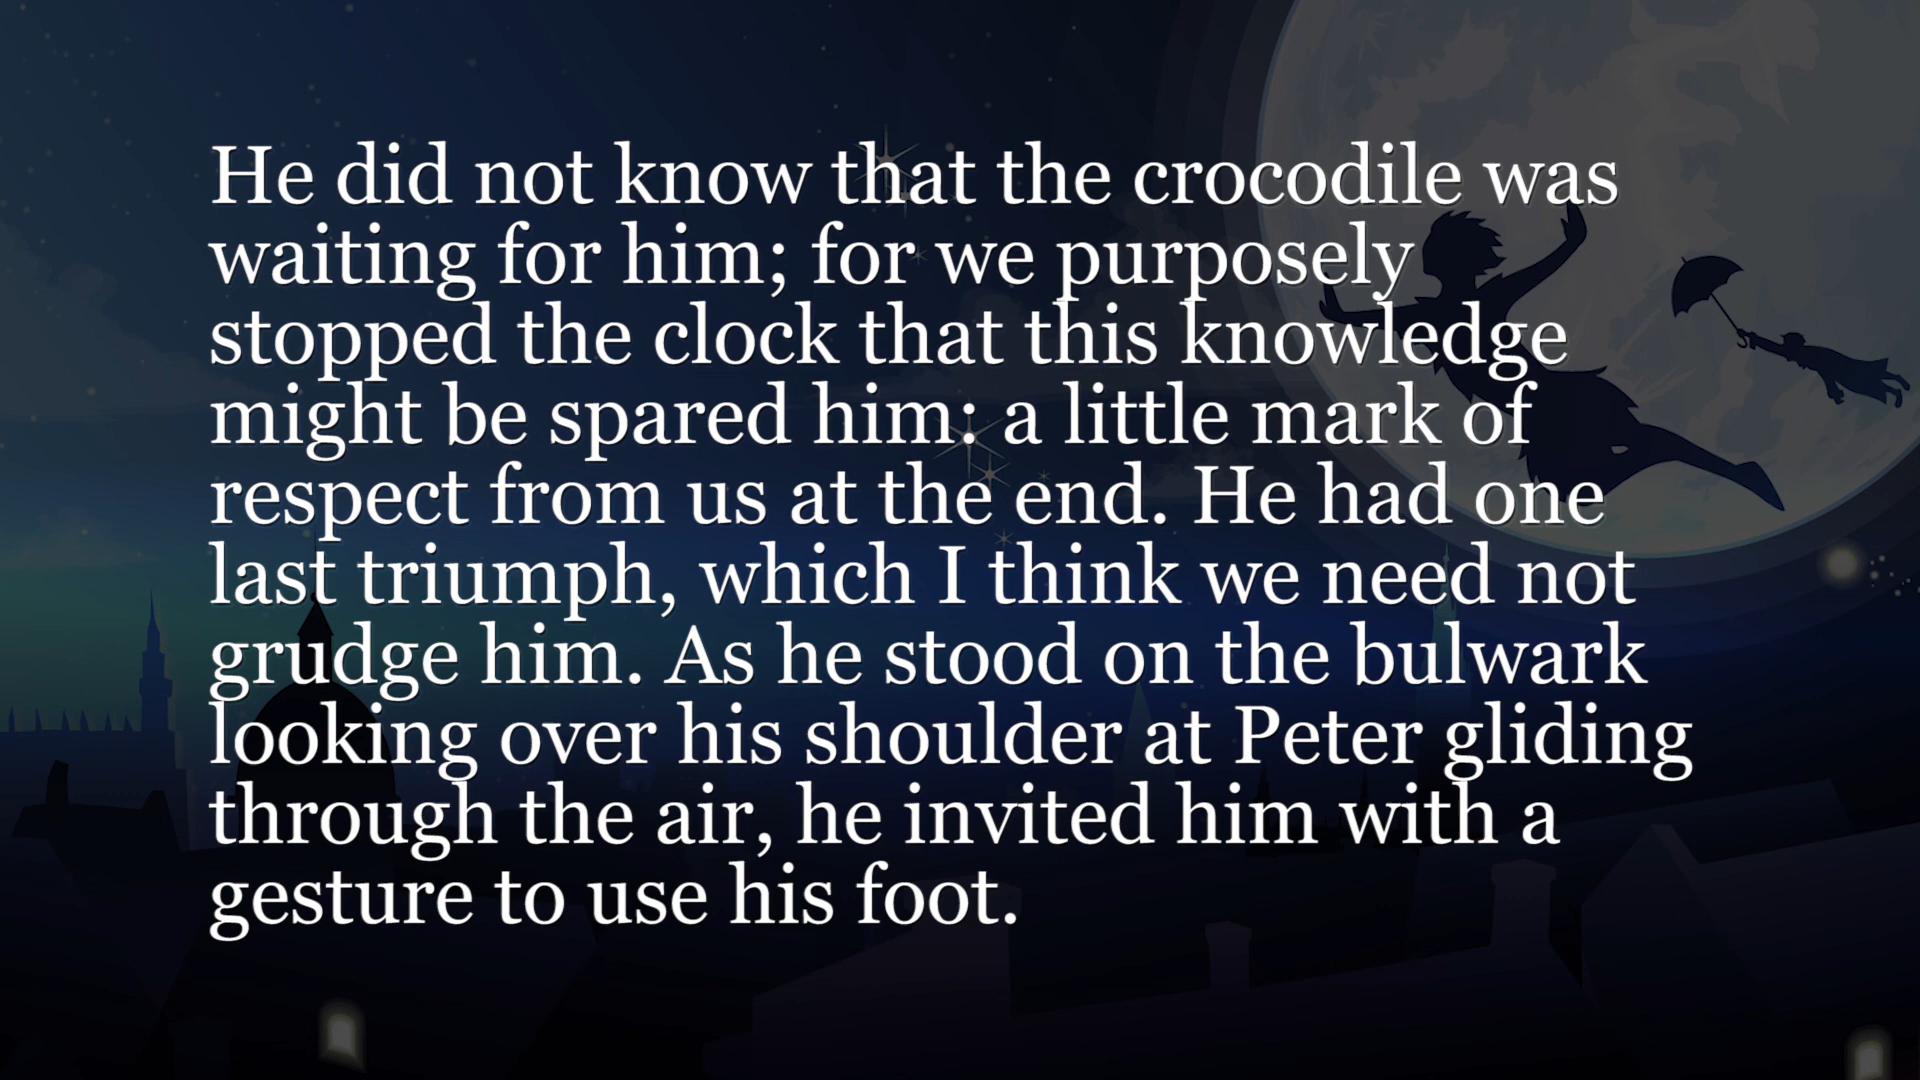 He did not know that the crocodile was
waiting for him; for we purposely
stopped the clock that this knowledge
might be spared him: a little mark of
respect from us at the end. He had one
last triumph, which I think we need not
grudge him. As he stood on the bulwark
looking over his shoulder at Peter gliding
through the air, he invited him with a
gesture to use his foot.